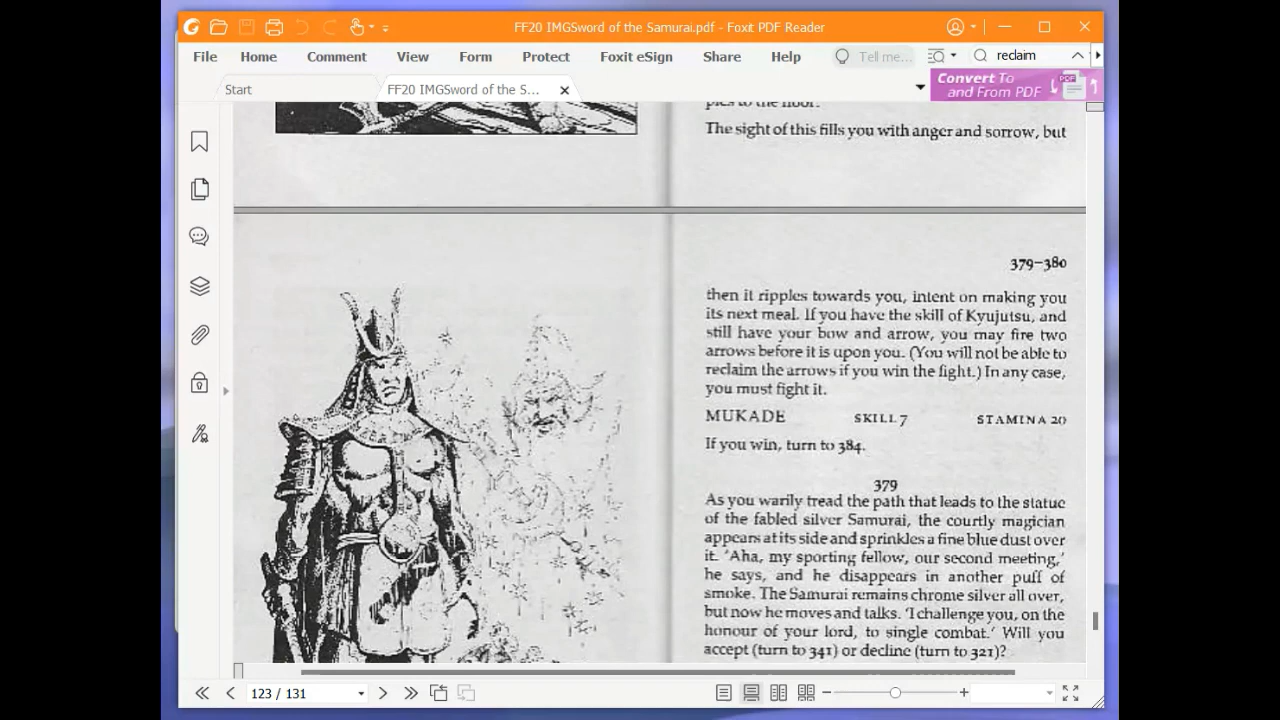 FF20 IMGSword of the Samurai.pdf - Foxit PDF Reader
File Home Comment View Form Protect Foxit eSign Share Help Tell me... reclaim
Start FF20 IMGSword of the S...
Convert To
and From PDF
PDF
The sight of this fills you with anger and sorrow, but
379–380
then it ripples towards you, intent on making you
its next meal. If you have the skill of Kyujutsu, and
still have your bow and arrow, you may fire two
arrows before it is upon you. (You will not be able to
reclaim the arrows if you win the fight.) In any case,
you must fight it.
MUKADE SKILL 7 STAMINA 20
If you win, turn to 384.
379
As you warily tread the path that leads to the statue
of the fabled silver Samurai, the courtly magician
appears at its side and sprinkles a fine blue dust over
it. 'Aha, my sporting fellow, our second meeting,'
he says, and he disappears in another puff of
smoke. The Samurai remains chrome silver all over,
but now he moves and talks. 'I challenge you, on the
honour of your lord, to single combat.' Will you
accept (turn to 341) or decline (turn to 321)?
123 / 131